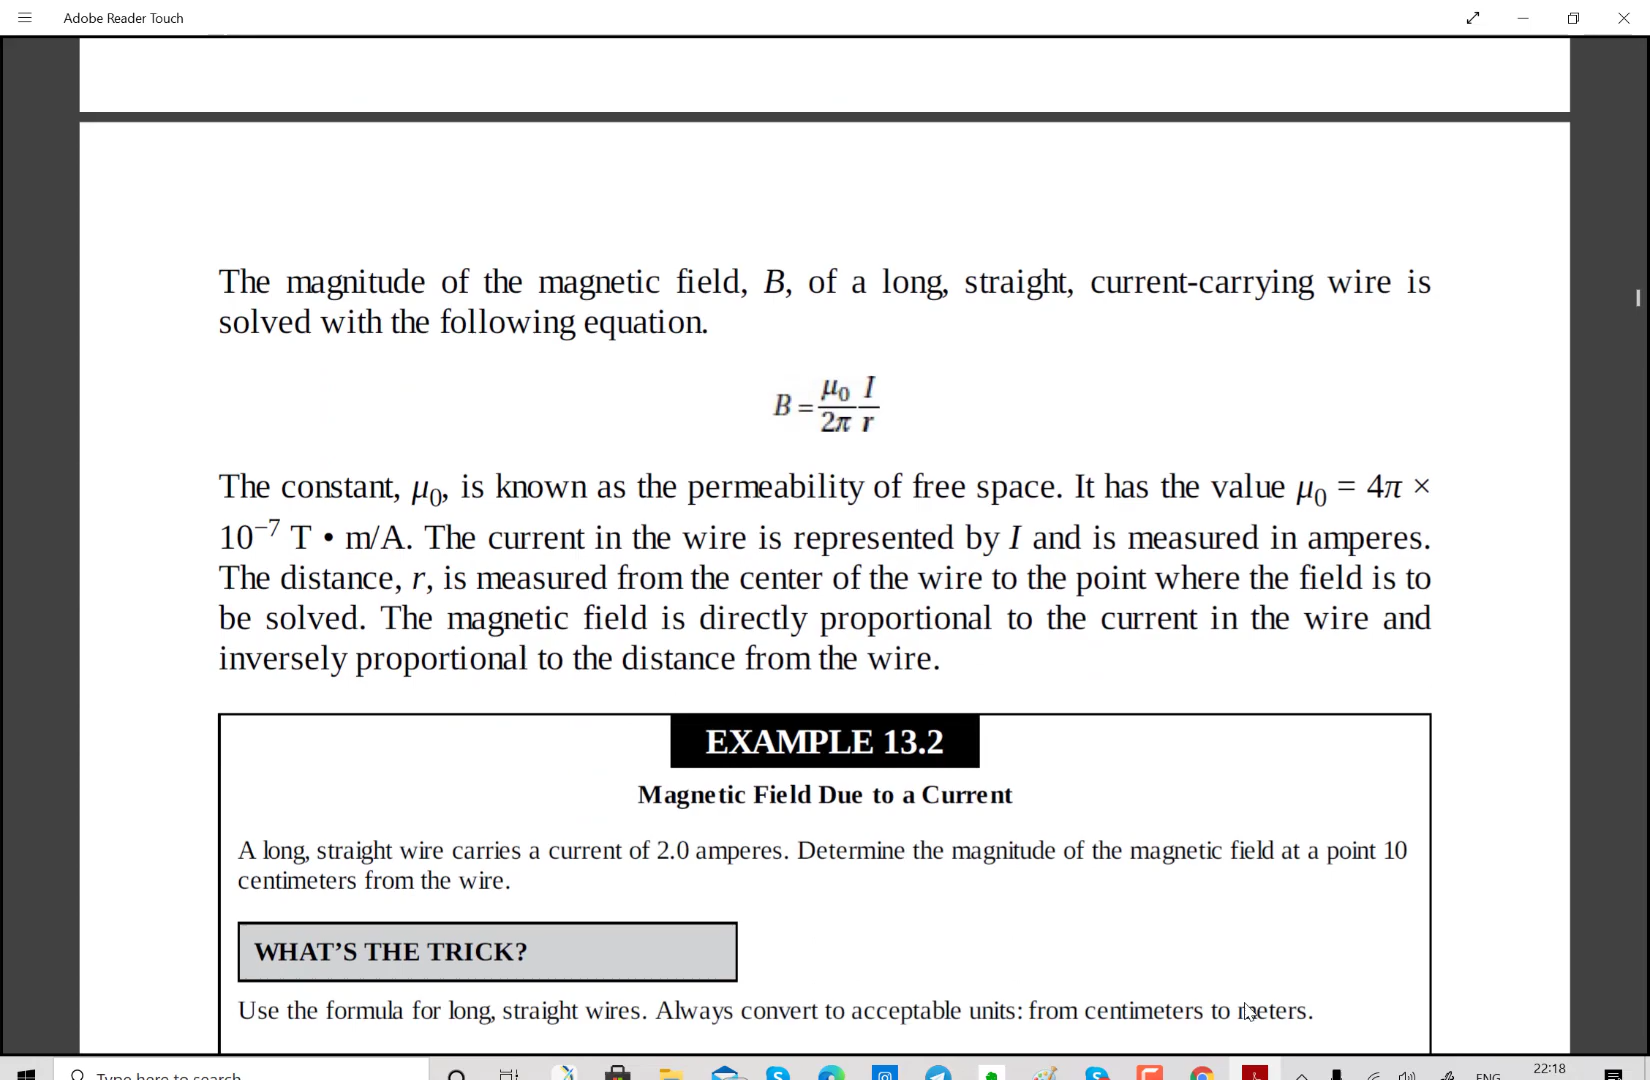 Adobe Reader Touch
The magnitude of the magnetic field, B, of a long, straight, current-carrying wire is
solved with the following equation.
B = μ₀/2π I/r
The constant, μ₀, is known as the permeability of free space. It has the value μ₀ = 4π ×
10⁻⁷ T • m/A. The current in the wire is represented by I and is measured in amperes.
The distance, r, is measured from the center of the wire to the point where the field is to
be solved. The magnetic field is directly proportional to the current in the wire and
inversely proportional to the distance from the wire.
EXAMPLE 13.2
Magnetic Field Due to a Current
A long, straight wire carries a current of 2.0 amperes. Determine the magnitude of the magnetic field at a point 10
centimeters from the wire.
WHAT’S THE TRICK?
Use the formula for long, straight wires. Always convert to acceptable units: from centimeters to meters.
Type here to search
ENG
22:18